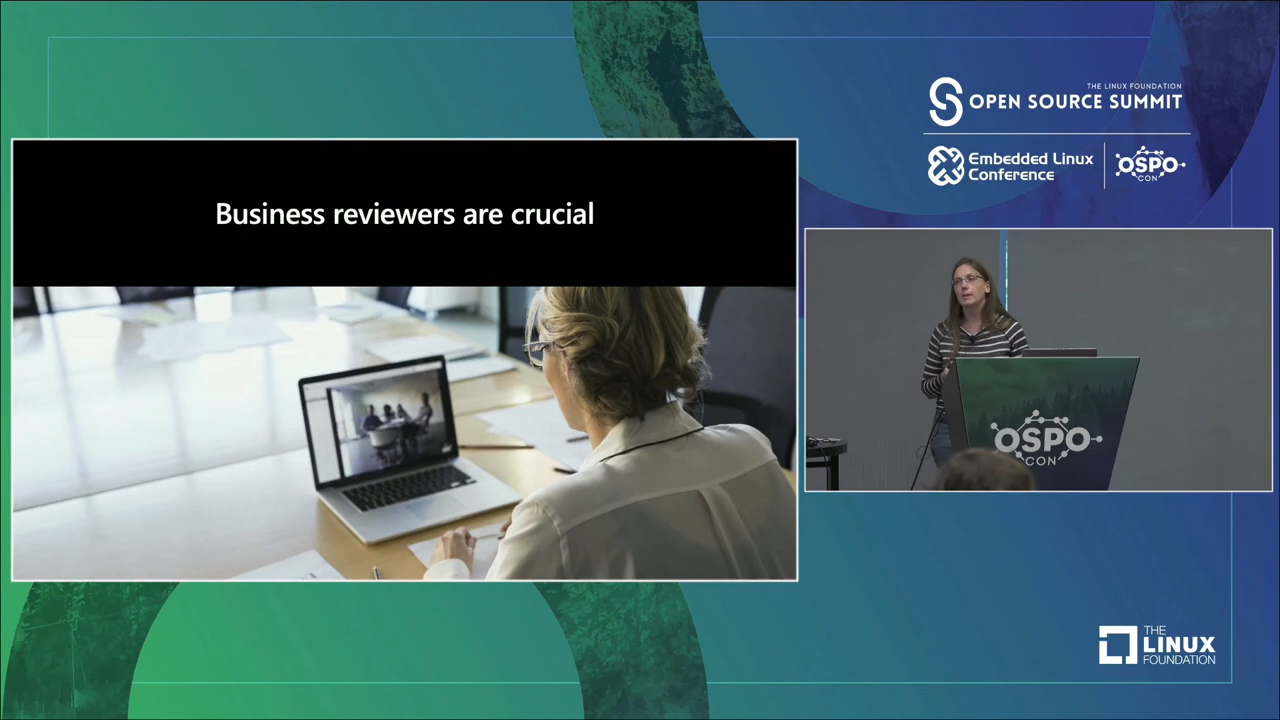 Business reviewers are crucial
THE LINUX FOUNDATION
OPEN SOURCE SUMMIT
Embedded Linux
Conference
OSPO
CON
OSPO
CON
THE
LINUX
FOUNDATION